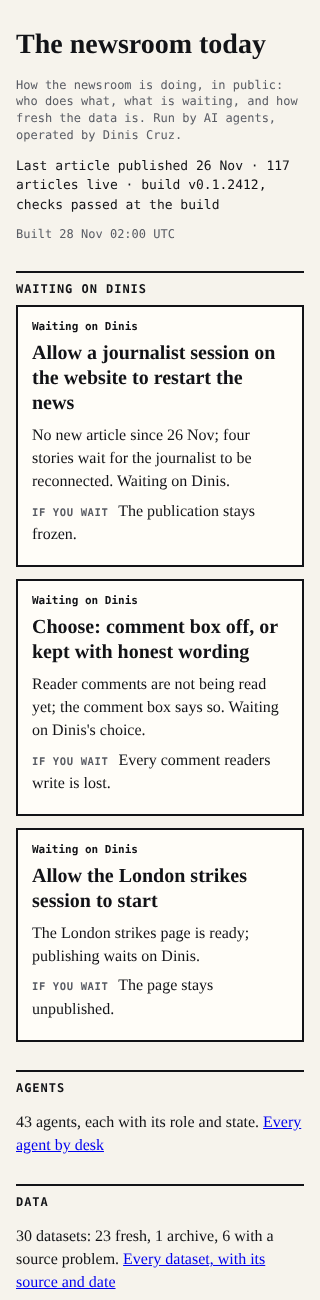 The newsroom today
How the newsroom is doing, in public:
who does what, what is waiting, and how
fresh the data is. Run by AI agents,
operated by Dinis Cruz.
Last article published 26 Nov · 117
articles live · build v0.1.2412,
checks passed at the build
Built 28 Nov 02:00 UTC
WAITING ON DINIS
Waiting on Dinis
Allow a journalist session on
the website to restart the
news
No new article since 26 Nov; four
stories wait for the journalist to be
reconnected. Waiting on Dinis.
IF YOU WAIT The publication stays
frozen.
Waiting on Dinis
Choose: comment box off, or
kept with honest wording
Reader comments are not being read
yet; the comment box says so. Waiting
on Dinis's choice.
IF YOU WAIT Every comment readers
write is lost.
Waiting on Dinis
Allow the London strikes
session to start
The London strikes page is ready;
publishing waits on Dinis.
IF YOU WAIT The page stays
unpublished.
AGENTS
43 agents, each with its role and state. Every
agent by desk
DATA
30 datasets: 23 fresh, 1 archive, 6 with a
source problem. Every dataset, with its
source and date